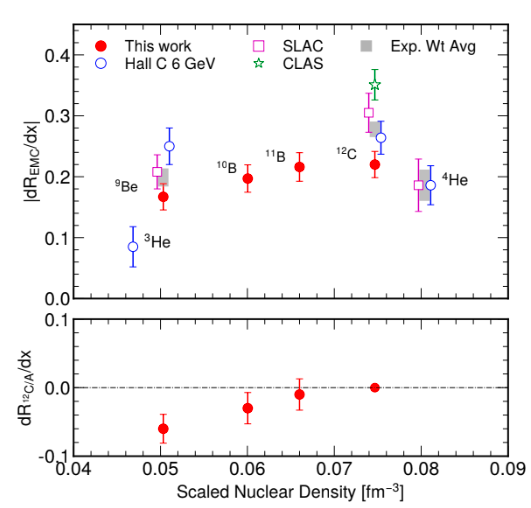 |dR_EMC/dx|
0.4
0.3
0.2
0.1
0.0
This work
Hall C 6 GeV
SLAC
CLAS
Exp. Wt Avg
⁹Be
³He
¹⁰B
¹¹B
¹²C
⁴He
dR_¹²C/A/dx
0.1
0.0
-0.1
0.04 0.05 0.06 0.07 0.08 0.09
Scaled Nuclear Density [fm⁻³]